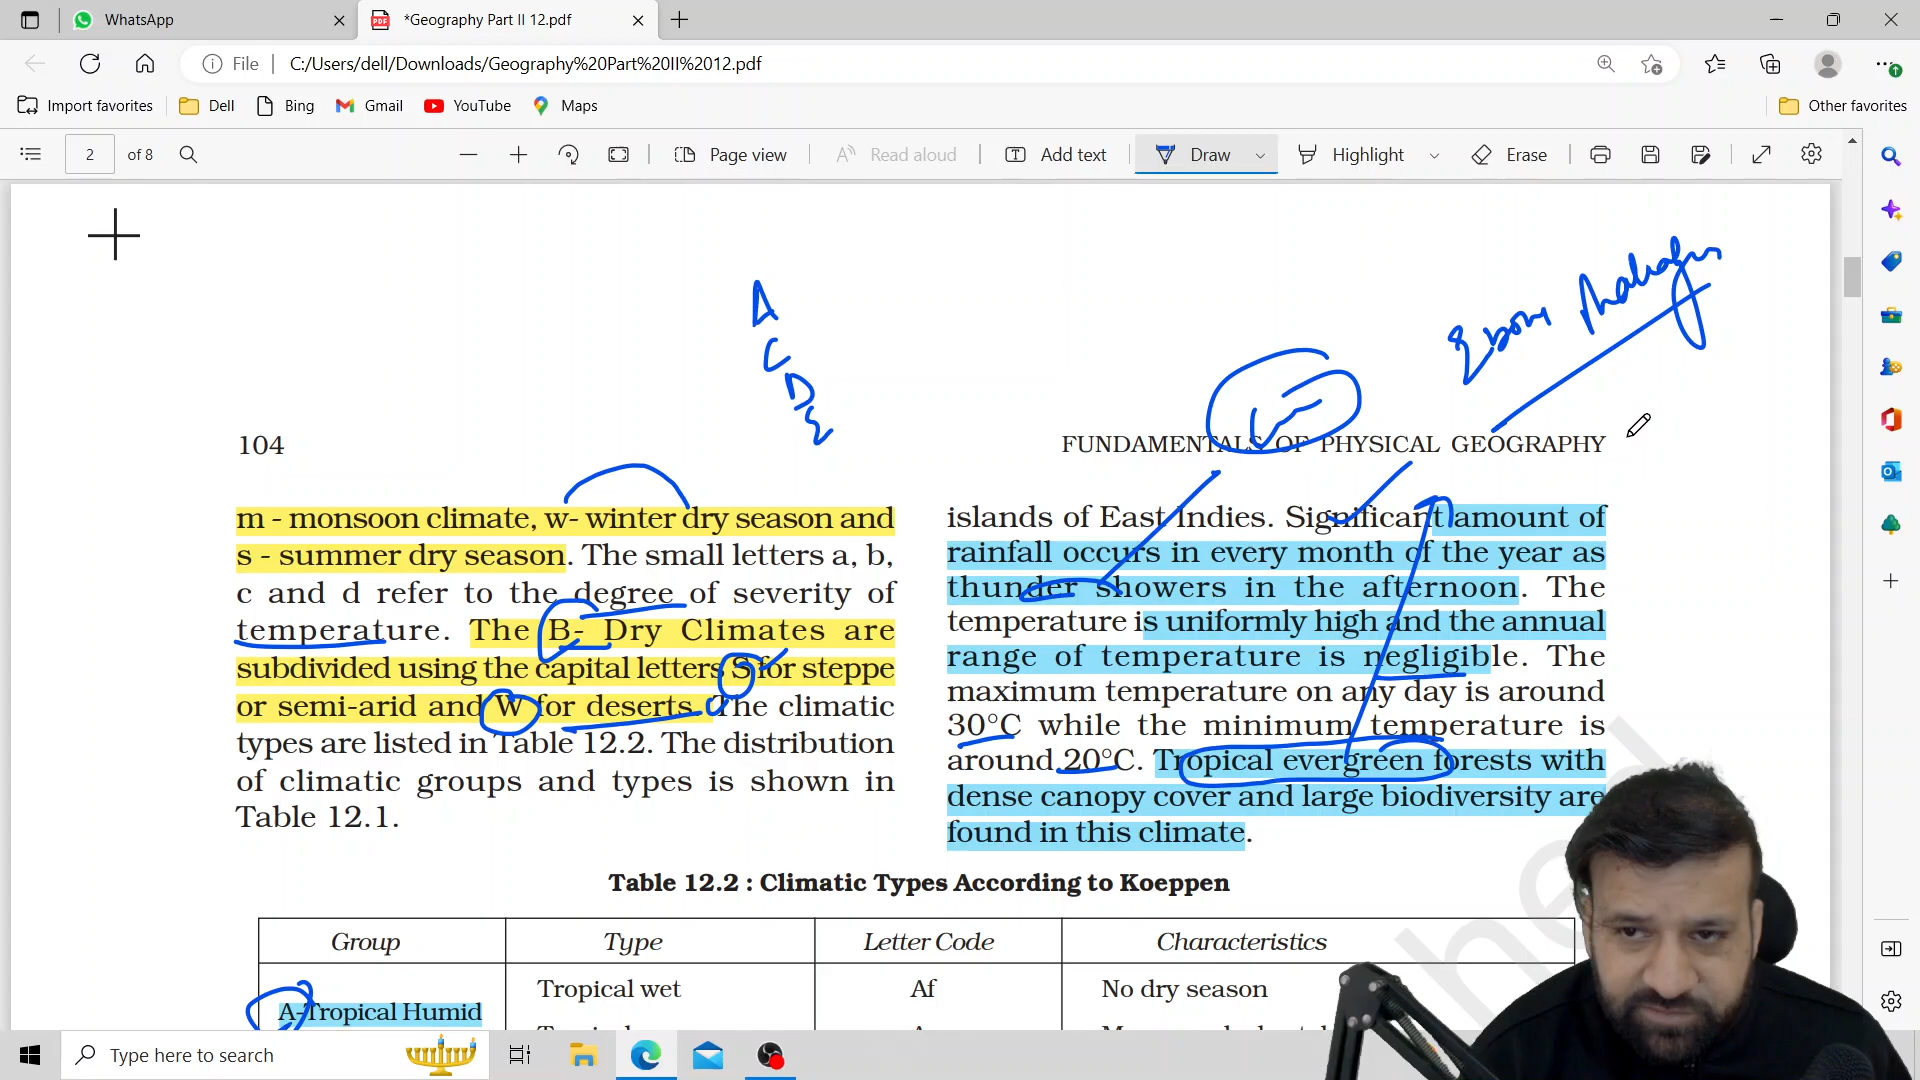 WhatsApp
*Geography Part II 12.pdf
File
C:/Users/dell/Downloads/Geography%20Part%20II%2012.pdf
Import favorites
Dell
Bing
Gmail
YouTube
Maps
Other favorites
2
of 8
Page view
Read aloud
Add text
Draw
Highlight
Erase
A
C
D
E
104
FUNDAMENTALS OF PHYSICAL GEOGRAPHY
m - monsoon climate, w- winter dry season and
s - summer dry season. The small letters a, b,
c and d refer to the degree of severity of
temperature. The B- Dry Climates are
subdivided using the capital letters S for steppe
or semi-arid and W for deserts. The climatic
types are listed in Table 12.2. The distribution
of climatic groups and types is shown in
Table 12.1.
islands of East Indies. Significant amount of
rainfall occurs in every month of the year as
thunder showers in the afternoon. The
temperature is uniformly high and the annual
range of temperature is negligible. The
maximum temperature on any day is around
30°C while the minimum temperature is
around 20°C. Tropical evergreen forests with
dense canopy cover and large biodiversity are
found in this climate.
Table 12.2 : Climatic Types According to Koeppen
Group
Type
Letter Code
Characteristics
A-Tropical Humid
Tropical wet
Af
No dry season
Type here to search